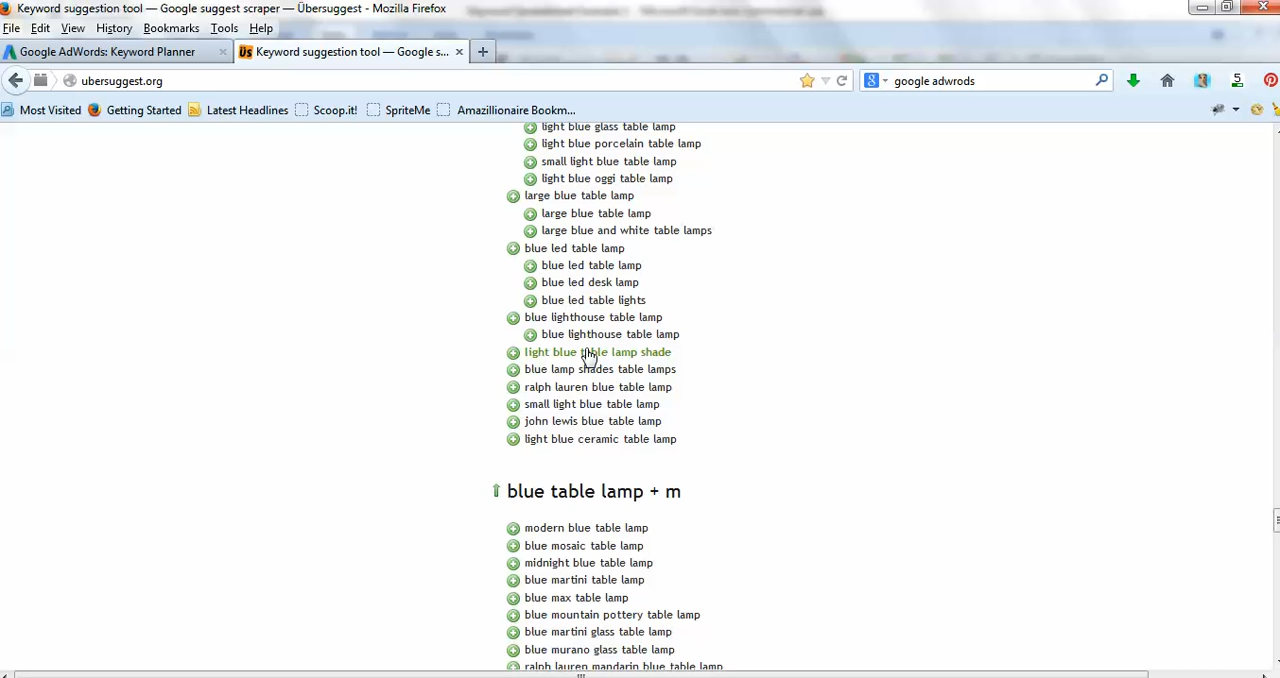 Keyword suggestion tool — Google suggest scraper — Übersuggest - Mozilla Firefox
File Edit View History Bookmarks Tools Help
Google AdWords: Keyword Planner × Us Keyword suggestion tool — Google s... × +
ubersuggest.org
8 google adwrods
5
Most Visited Getting Started Latest Headlines Scoop.it! SpriteMe Amazillionaire Bookm...
light blue glass table lamp
light blue porcelain table lamp
small light blue table lamp
light blue oggi table lamp
large blue table lamp
large blue table lamp
large blue and white table lamps
blue led table lamp
blue led table lamp
blue led desk lamp
blue led table lights
blue lighthouse table lamp
blue lighthouse table lamp
light blue table lamp shade
blue lamp shades table lamps
ralph lauren blue table lamp
small light blue table lamp
john lewis blue table lamp
light blue ceramic table lamp
blue table lamp + m
modern blue table lamp
blue mosaic table lamp
midnight blue table lamp
blue martini table lamp
blue max table lamp
blue mountain pottery table lamp
blue martini glass table lamp
blue murano glass table lamp
ralph lauren mandarin blue table lamp